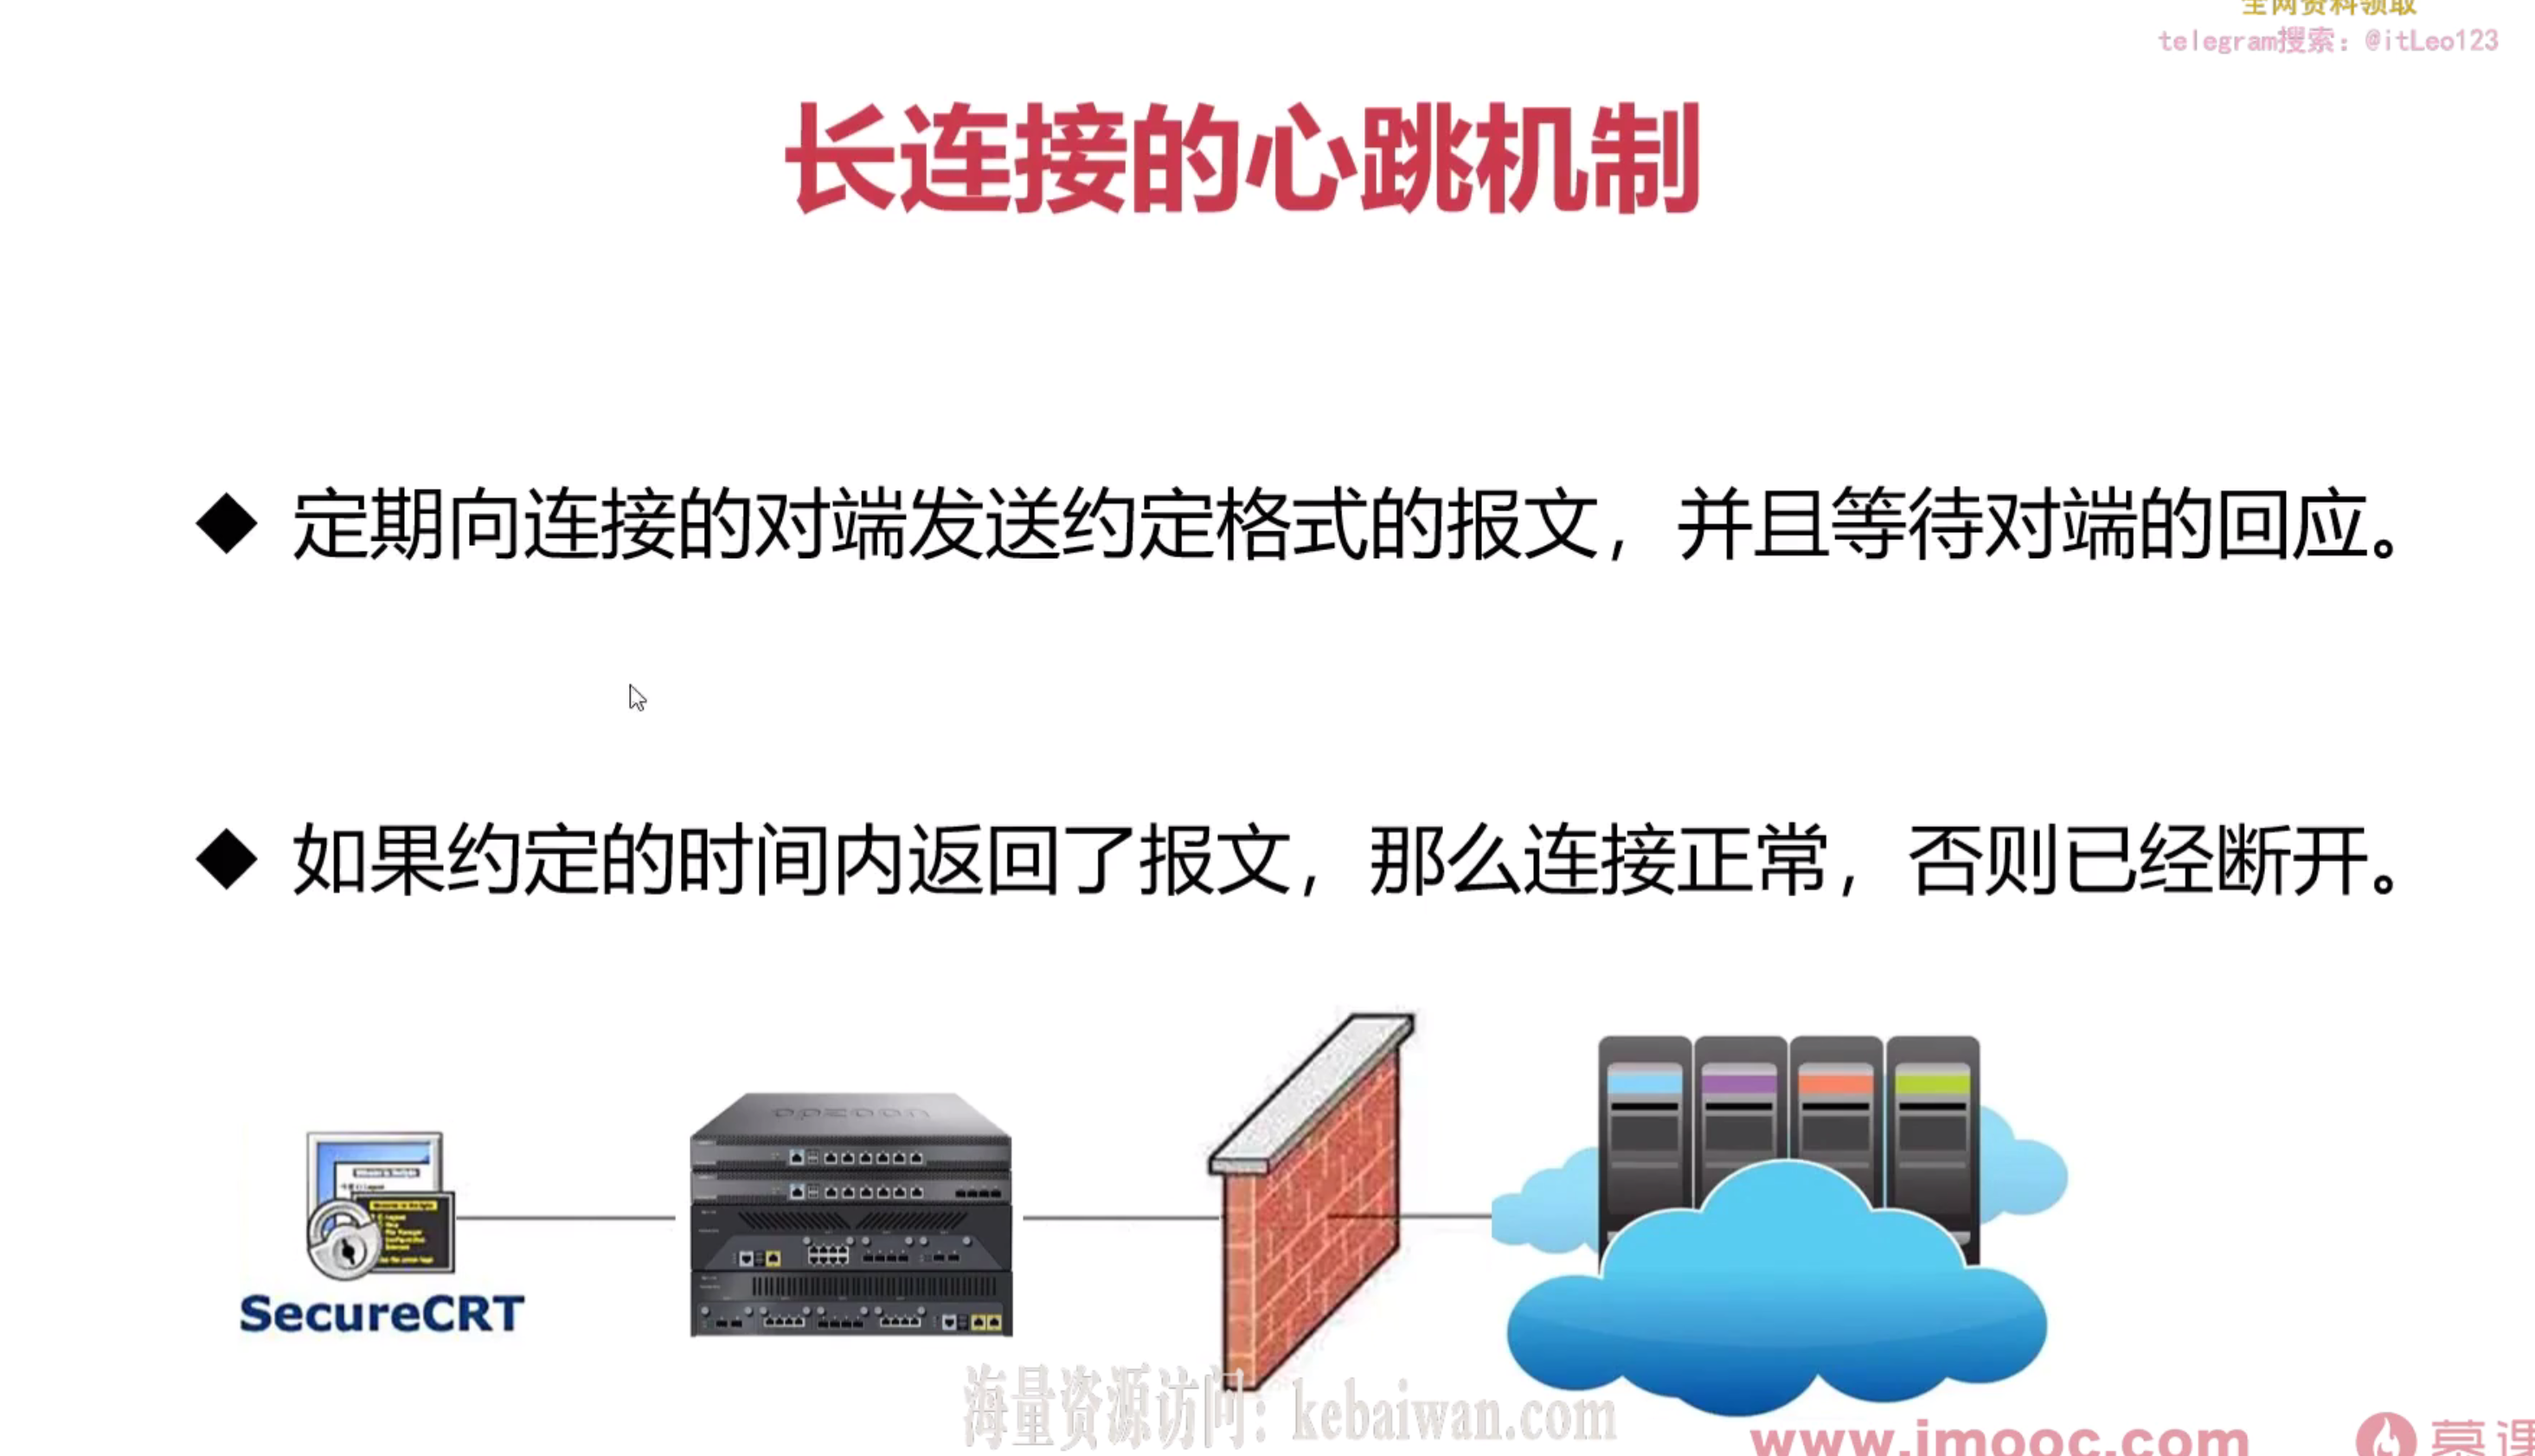 全网资料领取
telegram搜索：@itLeo123
长连接的心跳机制
◆ 定期向连接的对端发送约定格式的报文，并且等待对端的回应。
◆ 如果约定的时间内返回了报文，那么连接正常，否则已经断开。
SecureCRT
海量资源访问：kebaiwan.com
www.imooc.com
慕课